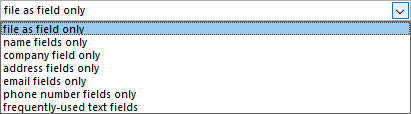 file as field only
file as field only
name fields only
company field only
address fields only
email fields only
phone number fields only
frequently-used text fields